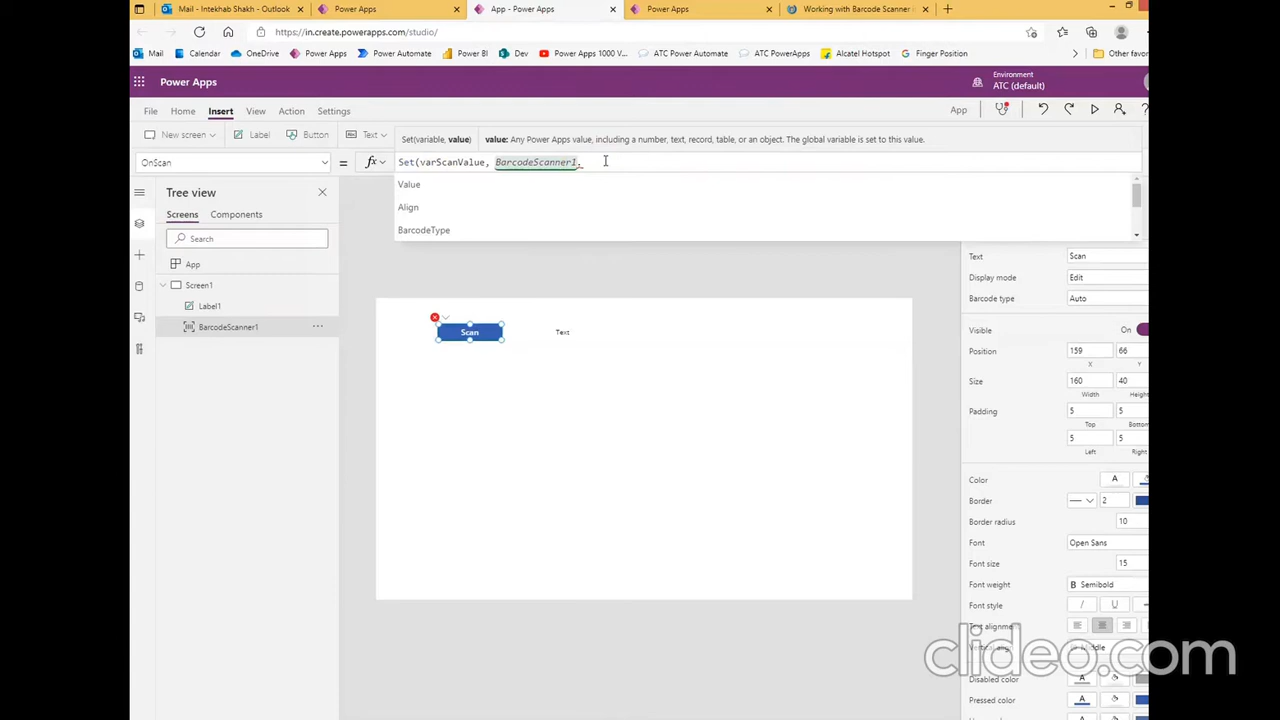 Mail - Intekhab Shakh - Outlook
Power Apps
App - Power Apps
Power Apps
Working with Barcode Scanner i
https://in.create.powerapps.com/studio/
Mail
Calendar
OneDrive
Power Apps
Power Automate
Power BI
Dev
Power Apps 1000 V...
ATC Power Automate
ATC PowerApps
Alcatel Hotspot
Finger Position
Other favor
Power Apps
Environment
ATC (default)
File
Home
Insert
View
Action
Settings
App
New screen
Label
Button
Text
Set(variable, value)
value: Any Power Apps value, including a number, text, record, table, or an object. The global variable is set to this value.
OnScan
=
fx
Set(varScanValue, BarcodeScanner1.
Value
Align
BarcodeType
Tree view
Screens
Components
Search
App
Screen1
Label1
BarcodeScanner1
Scan
Text
Text
Scan
Display mode
Edit
Barcode type
Auto
Visible
On
Position
159
66
X
Y
Size
160
40
Width
Height
Padding
5
5
Top
Bottom
5
5
Left
Right
Color
Border
2
Border radius
10
Font
Open Sans
Font size
15
Font weight
B Semibold
Font style
Text alignme
Middle
Disabled color
Pressed color
clideo.com